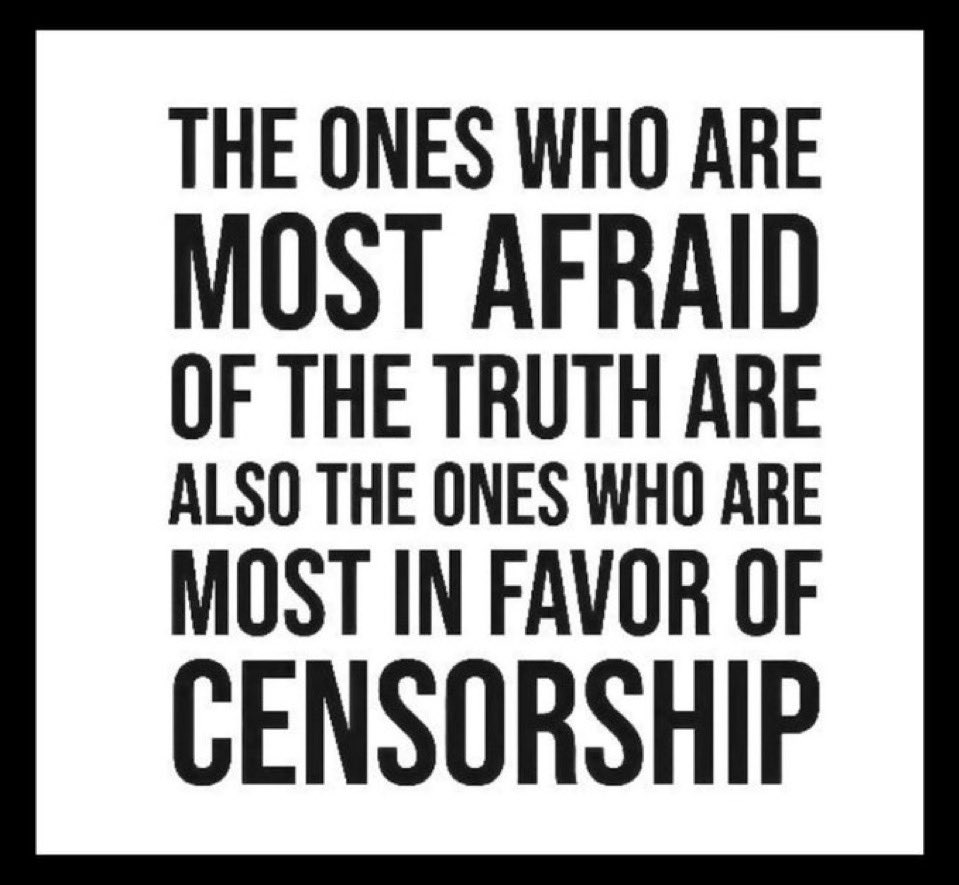 THE ONES WHO ARE
MOST AFRAID
OF THE TRUTH ARE
ALSO THE ONES WHO ARE
MOST IN FAVOR OF
CENSORSHIP